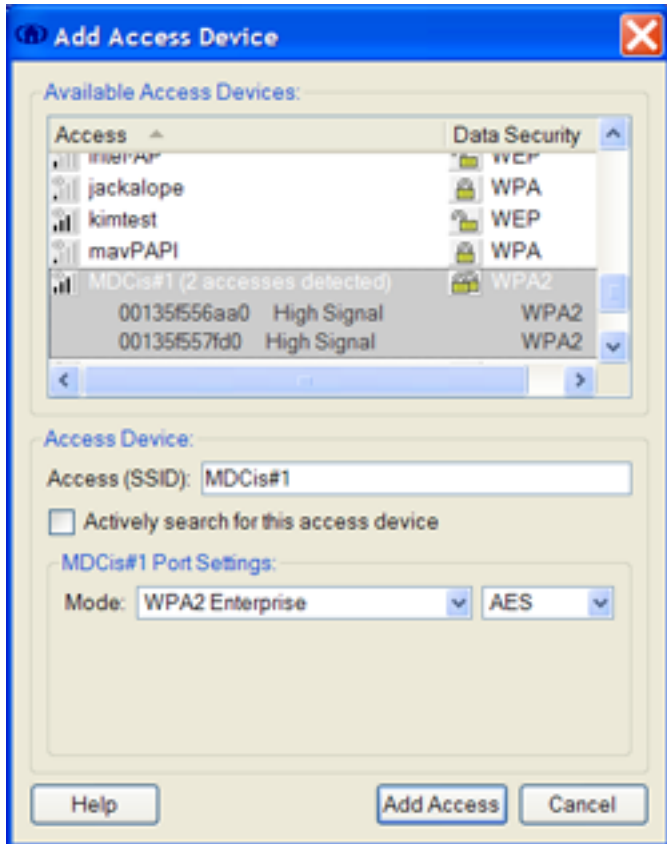 Add Access Device
Available Access Devices:
Access Data Security
WEP
jackalope WPA
kimtest WEP
mavPAPI WPA
MDCis#1 (2 accesses detected) WPA2
00135f556aa0 High Signal WPA2
00135f557fd0 High Signal WPA2
Access Device:
Access (SSID): MDCis#1
Actively search for this access device
MDCis#1 Port Settings:
Mode: WPA2 Enterprise AES
Help Add Access Cancel